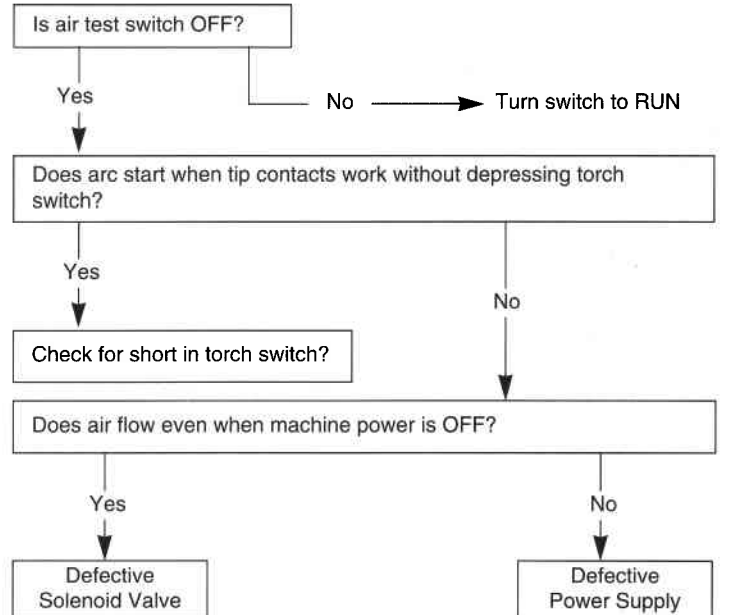 Is air test switch OFF?
Yes
No
Turn switch to RUN
Does arc start when tip contacts work without depressing torch
switch?
Yes
No
Check for short in torch switch?
Does air flow even when machine power is OFF?
Yes
No
Defective
Solenoid Valve
Defective
Power Supply